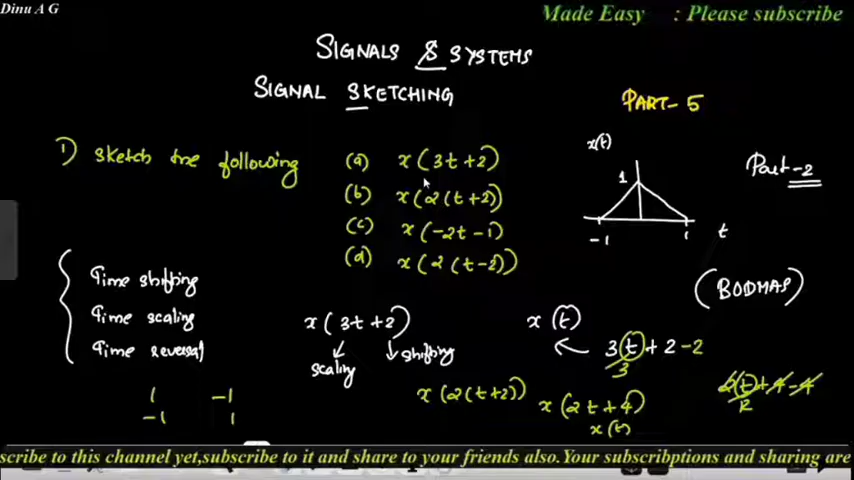 Dinu A G
Made Easy : Please subscribe
SIGNALS & SYSTEMS
SIGNAL SKETCHING
PART-5
1) Sketch the following
(a) x(3t+2)
(b) x(2(t+2))
(c) x(-2t-1)
(d) x(2(t-2))
x(t)
1
-1 1 t
Part-2
(BODMAS)
Time shifting
Time scaling
Time reversal
x(3t+2)
scaling shifting
x(t)
3(t)+2-2
3
1 -1
-1 1
x(2(t+2))
x(2t+4)
x(t)
2(t)+4-4
2
scribe to this channel yet,subscribe to it and share to your friends also.Your subscribptions and sharing are